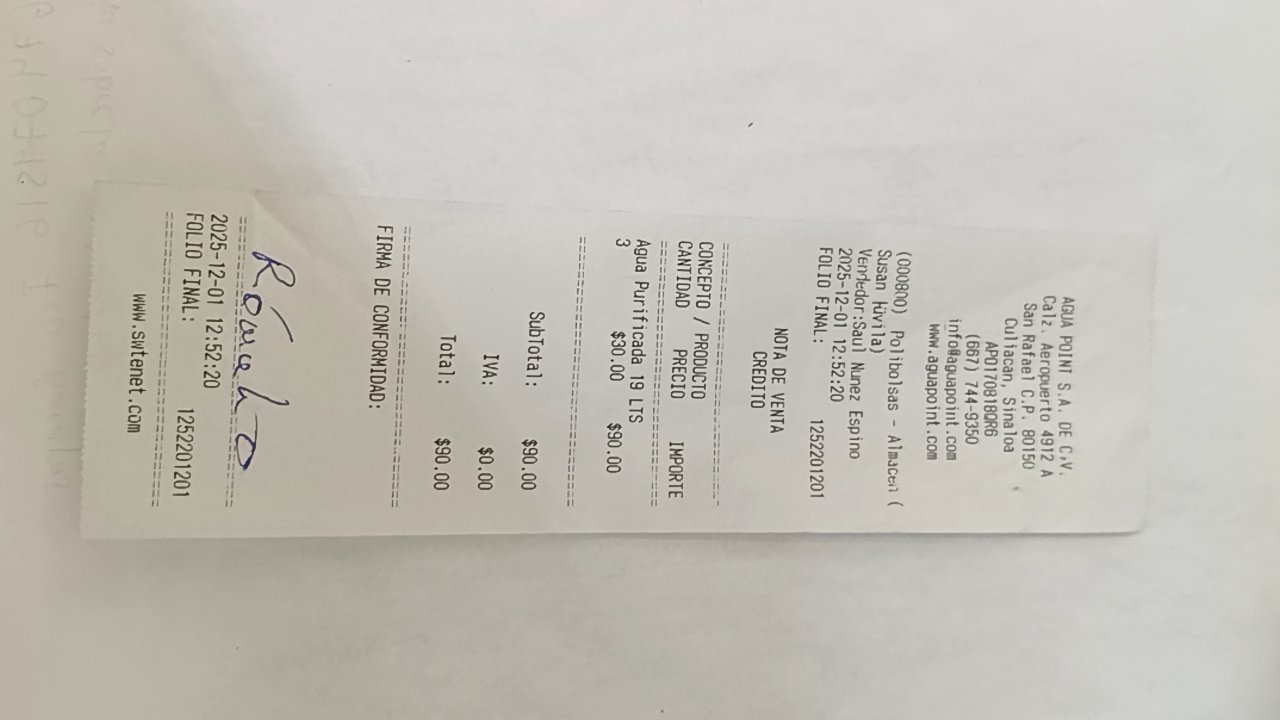 AGUA POINT S.A. DE C.V.
Calz. Aeropuerto 4912 A
San Rafael C.P. 80150
Culiacan, Sinaloa
APO170818QR6
(667) 744-9350
info@aguapoint.com
www.aguapoint.com
(000800) Polibolsas - Almacen (
Susan
Vendedor:Saul Nunez Espino
2025-12-01 12:52:20
FOLIO FINAL: 1252201201
NOTA DE VENTA
CREDITO
CONCEPTO / PRODUCTO
CANTIDAD PRECIO IMPORTE
Agua Purificada 19 LTS
3 $30.00 $90.00
SubTotal: $90.00
IVA: $0.00
Total: $90.00
FIRMA DE CONFORMIDAD:
2025-12-01 12:52:20
FOLIO FINAL: 1252201201
www.swtenet.com